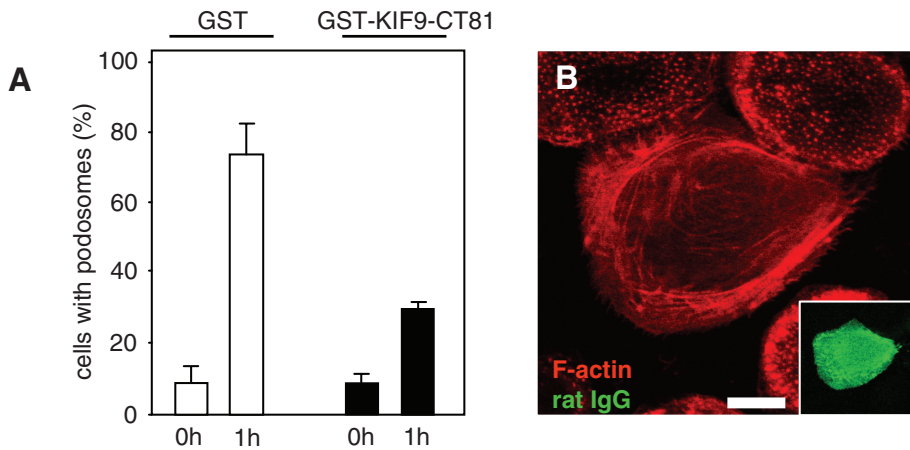 A
GST GST-KIF9-CT81
cells with podosomes (%)
100
80
60
40
20
0
0h 1h 0h 1h
B
F-actin
rat IgG